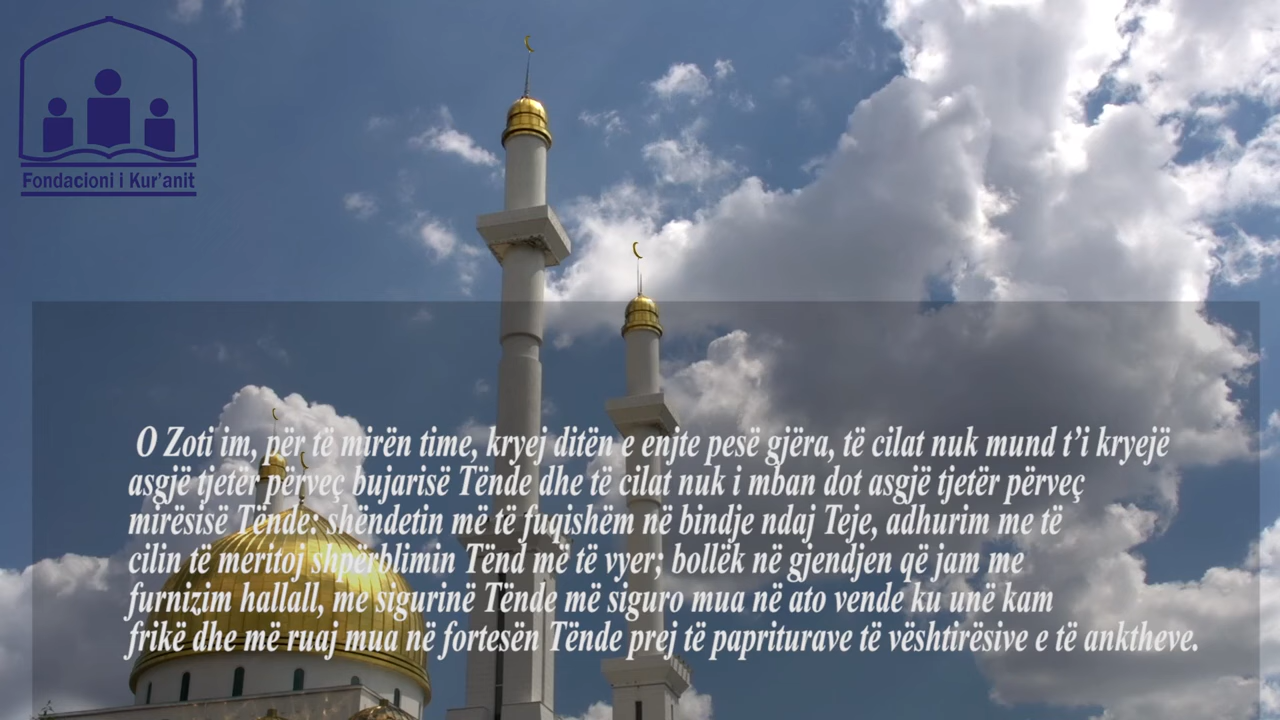 Fondacioni i Kur'anit
O Zoti im, për të mirën time, kryej ditën e enjte pesë gjëra, të cilat nuk mund t'i kryejë
asgjë tjetër përveç bujarisë Tënde dhe të cilat nuk i mban dot asgjë tjetër përveç
mirësisë Tënde: shëndetin më të fuqishëm në bindje ndaj Teje, adhurim me të
cilin të meritoj shpërblimin Tënd më të vyer; bollëk në gjendjen që jam me
furnizim hallall, me sigurinë Tënde më siguro mua në ato vende ku unë kam
frikë dhe më ruaj mua në fortesën Tënde prej të papriturave të vështirësive e të anktheve.